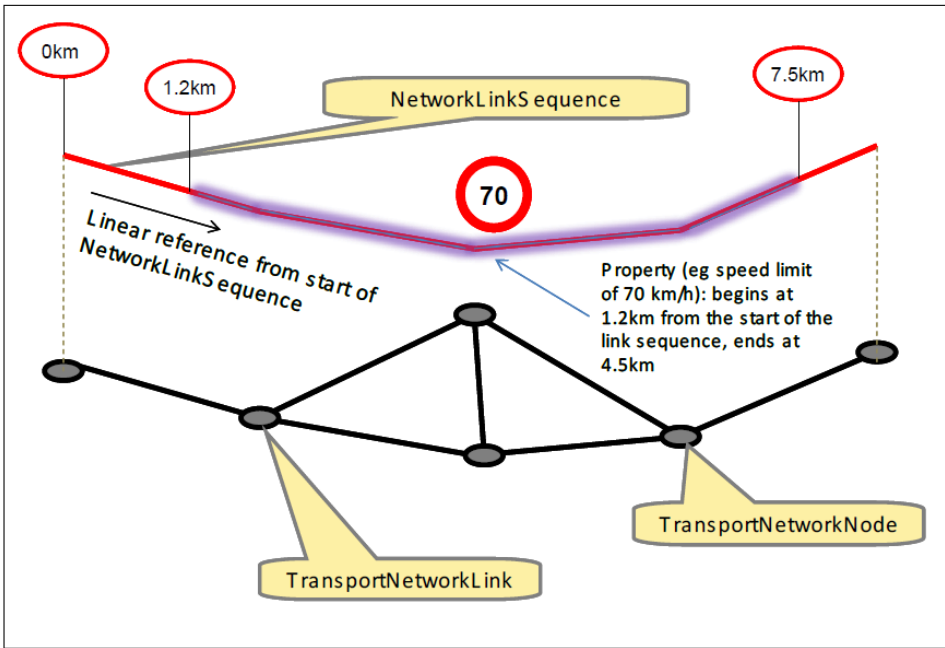 0km
1.2km
7.5km
NetworkLinkSequence
70
Linear reference from start of
NetworkLinkSequence
Property (eg speed limit
of 70 km/h): begins at
1.2km from the start of the
link sequence, ends at
4.5km
TransportNetworkNode
TransportNetworkLink